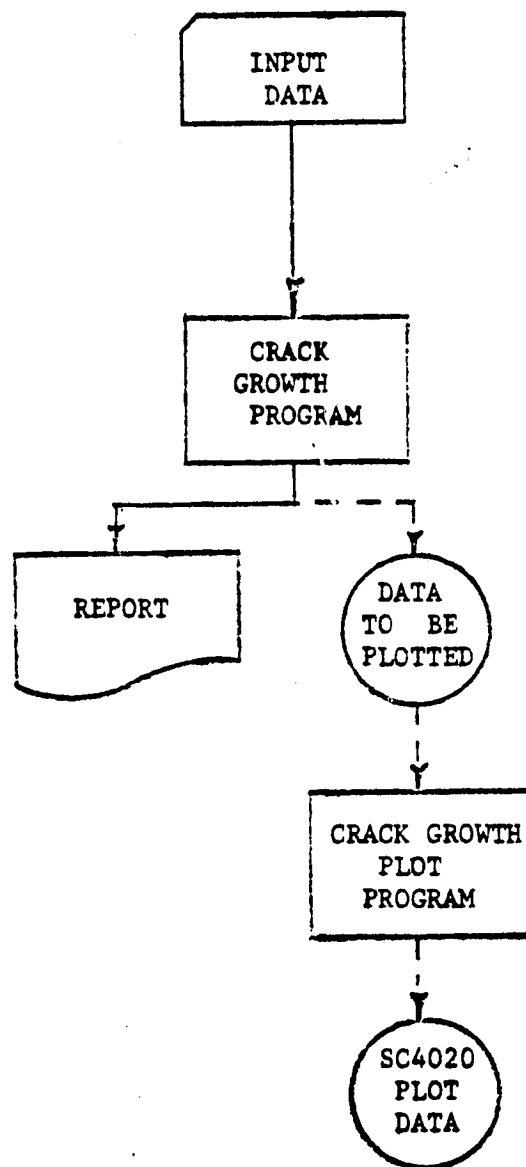 INPUT
DATA
CRACK
GROWTH
PROGRAM
REPORT
DATA
TO BE
PLOTTED
CRACK GROWTH
PLOT
PROGRAM
SC4020
PLOT
DATA